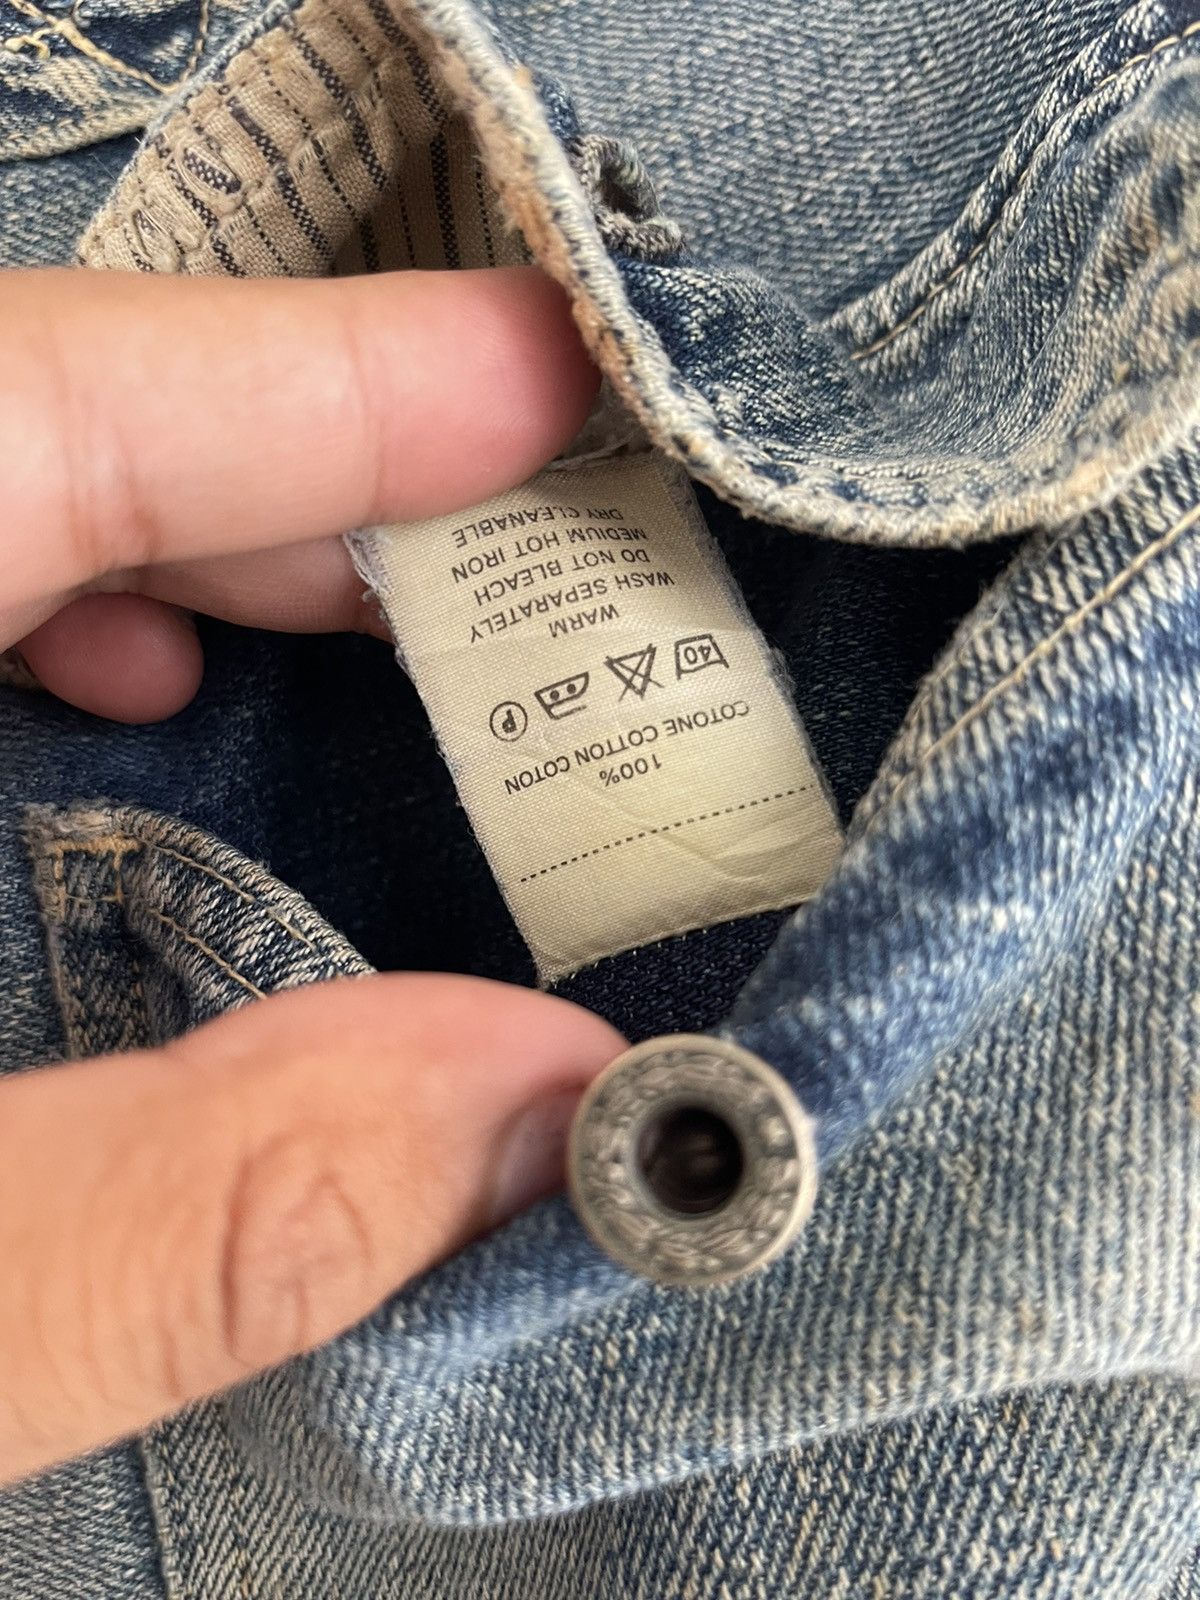 100%
COTONE COTTON COTON
40 P
WARM
WASH SEPARATELY
DO NOT BLEACH
MEDIUM HOT IRON
DRY CLEANABLE